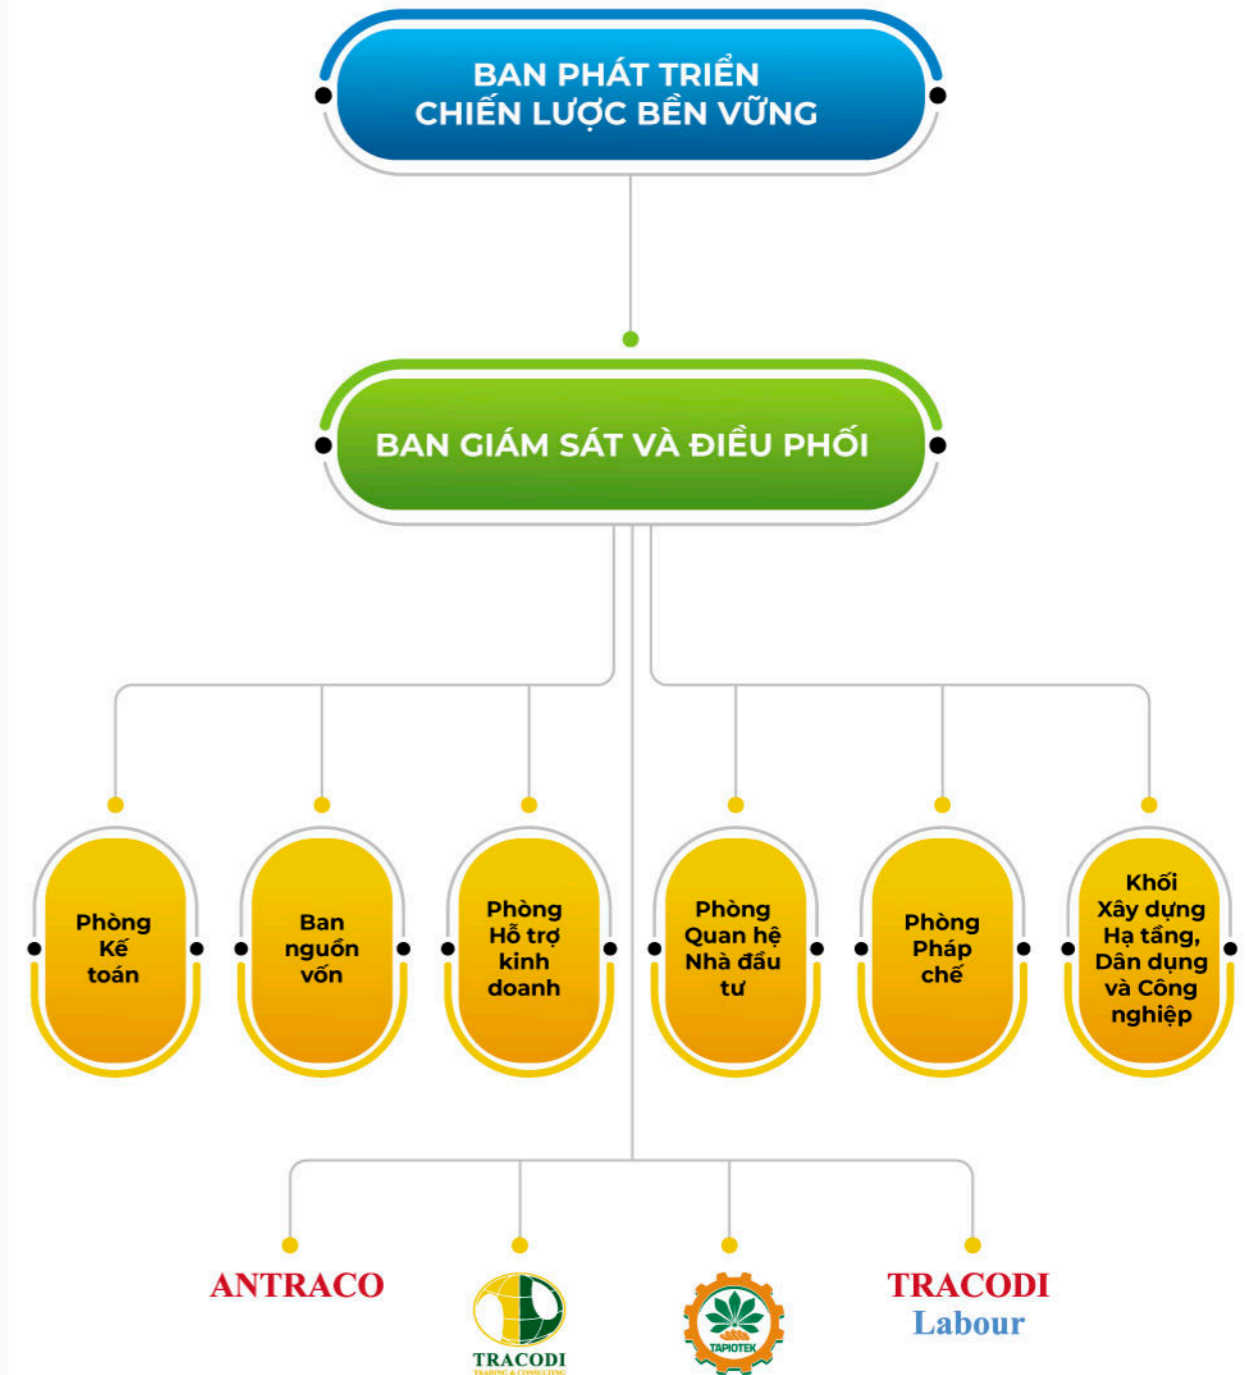 BAN PHÁT TRIỂN
CHIẾN LƯỢC BỀN VỮNG
BAN GIÁM SÁT VÀ ĐIỀU PHỐI
Phòng
Kế
toán
Ban
nguồn
vốn
Phòng
Hỗ trợ
kinh
doanh
Phòng
Quan hệ
Nhà đầu
tư
Phòng
Pháp
chế
Khối
Xây dựng
Hạ tầng,
Dân dụng
và Công
nghiệp
ANTRACO
TRACODI
TRADING & CONSULTING
TAPIOTEK
TRACODI
Labour